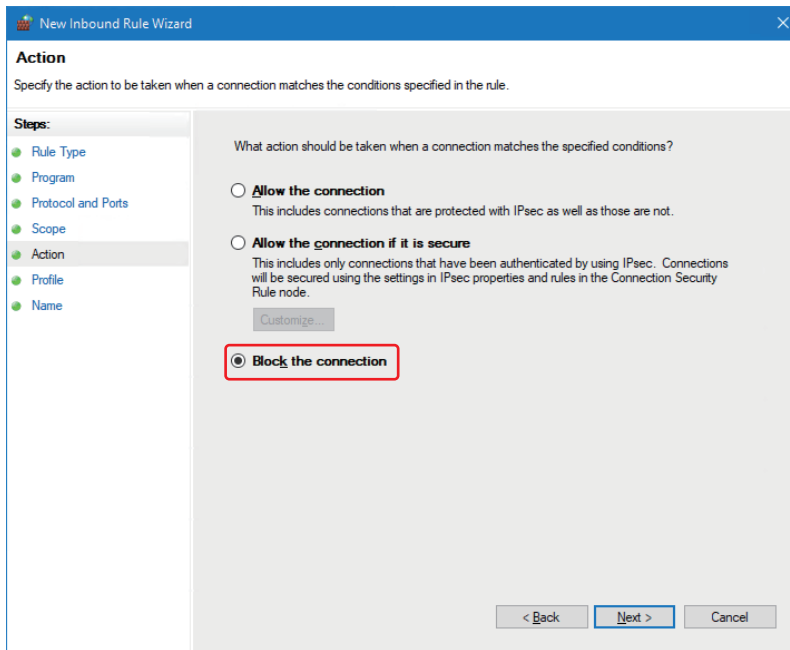 New Inbound Rule Wizard
Action
Specify the action to be taken when a connection matches the conditions specified in the rule.
Steps:
Rule Type
Program
Protocol and Ports
Scope
Action
Profile
Name
What action should be taken when a connection matches the specified conditions?
Allow the connection
This includes connections that are protected with IPsec as well as those are not.
Allow the connection if it is secure
This includes only connections that have been authenticated by using IPsec. Connections
will be secured using the settings in IPsec properties and rules in the Connection Security
Rule node.
Customize...
Block the connection
< Back
Next >
Cancel